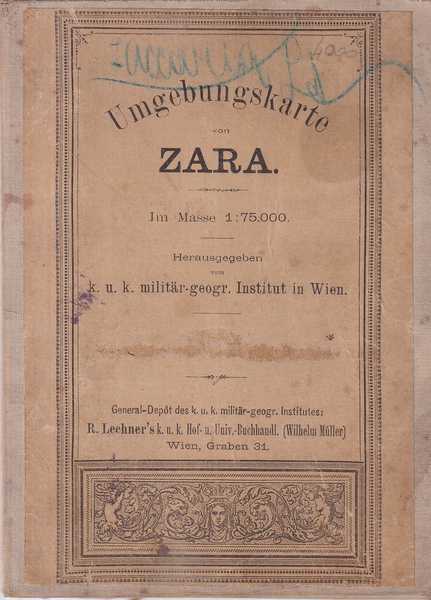 Umgebungskarte
von
ZARA.
Im Masse 1:75.000.
Herausgegeben
vom
k. u. k. militär-geogr. Institut in Wien.
General-Depôt des k. u. k. militär-geogr. Institutes:
R. Lechner's k. u. k. Hof- u. Univ.-Buchhandl. (Wilhelm Müller)
Wien, Graben 31.